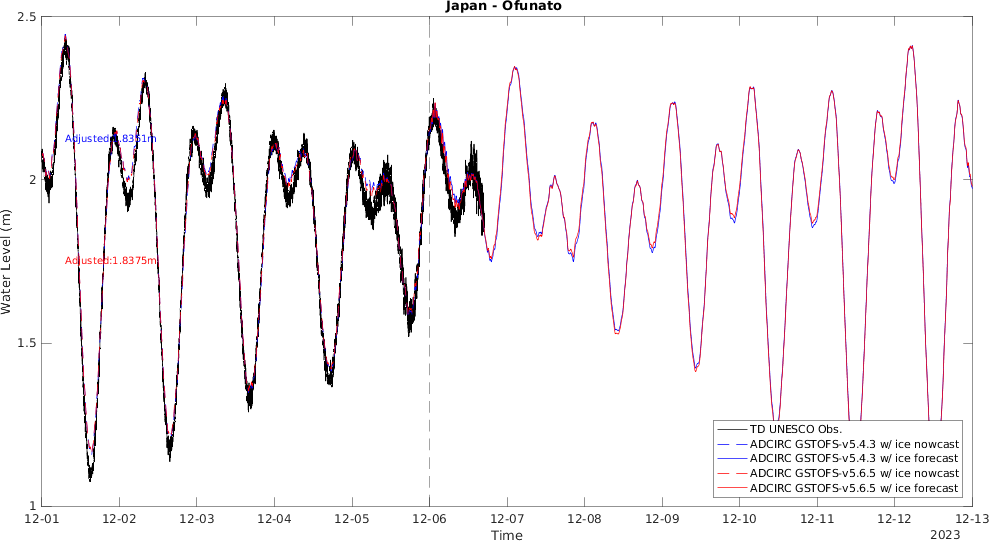 Japan - Ofunato
2.5
2
1.5
1
Water Level (m)
Adjusted:1.8351m
Adjusted:1.8375m
TD UNESCO Obs.
ADCIRC GSTOFS-v5.4.3 w/ ice nowcast
ADCIRC GSTOFS-v5.4.3 w/ ice forecast
ADCIRC GSTOFS-v5.6.5 w/ ice nowcast
ADCIRC GSTOFS-v5.6.5 w/ ice forecast
12-01 12-02 12-03 12-04 12-05 12-06 12-07 12-08 12-09 12-10 12-11 12-12 12-13
Time
2023